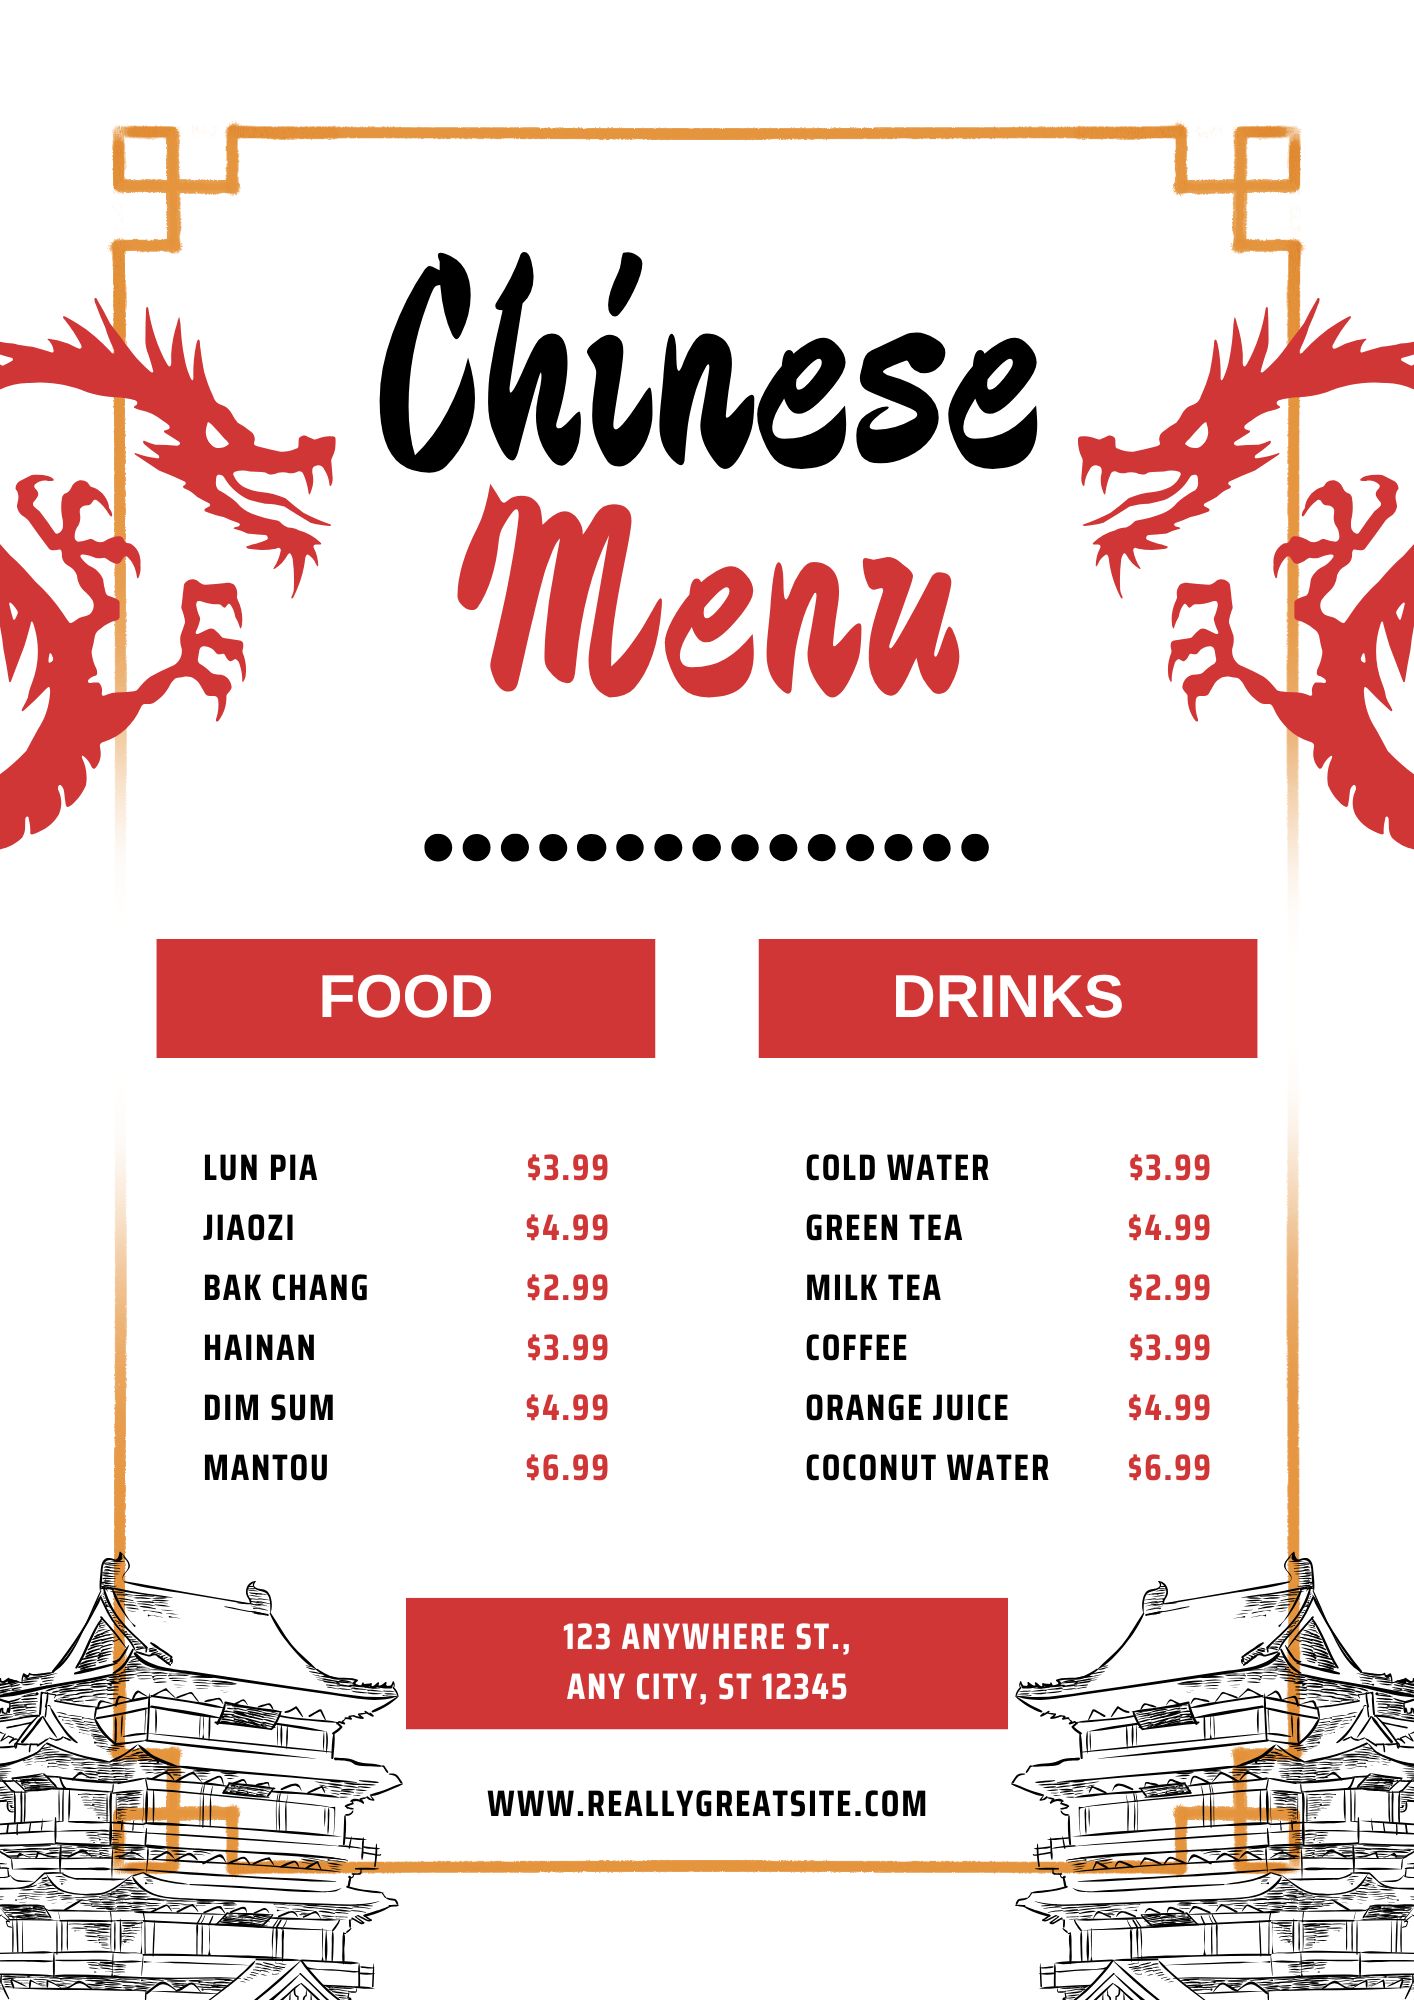 Chinese
Menu
FOOD
LUN PIA $3.99
JIAOZI $4.99
BAK CHANG $2.99
HAINAN $3.99
DIM SUM $4.99
MANTOU $6.99
DRINKS
COLD WATER $3.99
GREEN TEA $4.99
MILK TEA $2.99
COFFEE $3.99
ORANGE JUICE $4.99
COCONUT WATER $6.99
123 ANYWHERE ST.,
ANY CITY, ST 12345
WWW.REALLYGREATSITE.COM